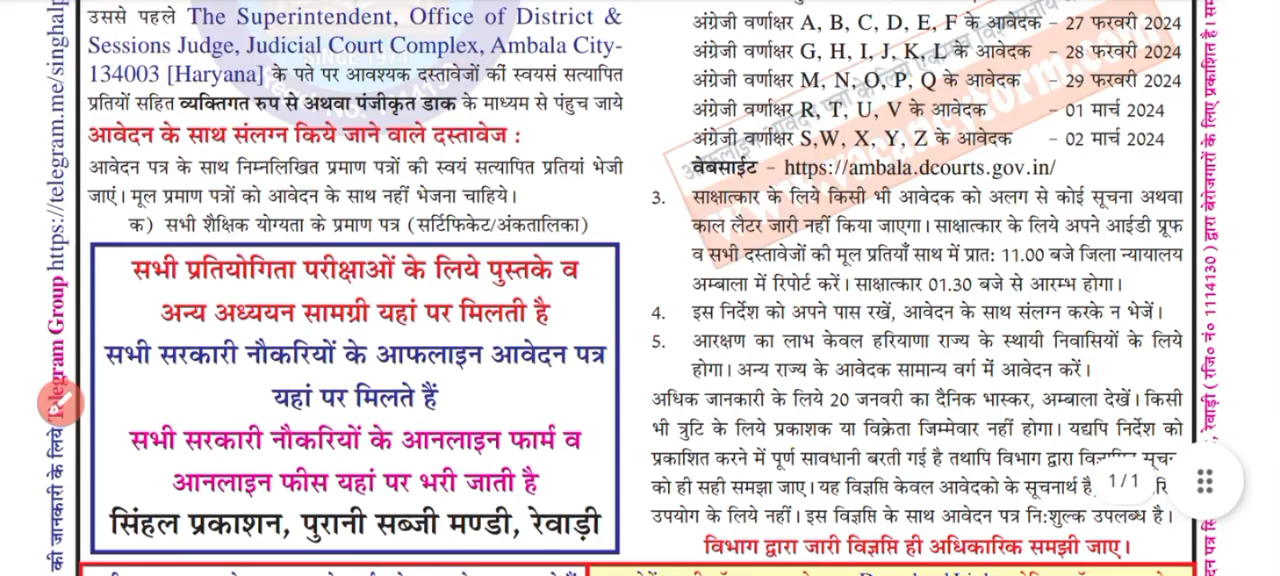 उससे पहले The Superintendent, Office of District &
Sessions Judge, Judicial Court Complex, Ambala City-
134003 [Haryana] के पते पर आवश्यक दस्तावेजों की स्वयसं सत्यापित
प्रतियों सहित व्यक्तिगत रुप से अथवा पंजीकृत डाक के माध्यम से पंहुच जाये
आवेदन के साथ संलग्न किये जाने वाले दस्तावेज :
आवेदन पत्र के साथ निम्नलिखित प्रमाण पत्रों की स्वयं सत्यापित प्रतियां भेजी
जाएं। मूल प्रमाण पत्रों को आवेदन के साथ नहीं भेजना चाहिये।
क) सभी शैक्षिक योग्यता के प्रमाण पत्र (सर्टिफिकेट/अंकतालिका)
सभी प्रतियोगिता परीक्षाओं के लिये पुस्तके व
अन्य अध्ययन सामग्री यहां पर मिलती है
सभी सरकारी नौकरियों के आफलाइन आवेदन पत्र
यहां पर मिलते हैं
सभी सरकारी नौकरियों के आनलाइन फार्म व
आनलाइन फीस यहां पर भरी जाती है
सिंहल प्रकाशन, पुरानी सब्जी मण्डी, रेवाड़ी
अंग्रेजी वर्णाक्षर A, B, C, D, E, F के आवेदक – 27 फरवरी 2024
अंग्रेजी वर्णाक्षर G, H, I, J, K, L के आवेदक – 28 फरवरी 2024
अंग्रेजी वर्णाक्षर M, N, O, P, Q के आवेदक – 29 फरवरी 2024
अंग्रेजी वर्णाक्षर R, T, U, V के आवेदक – 01 मार्च 2024
अंग्रेजी वर्णाक्षर S,W, X, Y, Z के आवेदक – 02 मार्च 2024
वेबसाईट – https://ambala.dcourts.gov.in/
3. साक्षात्कार के लिये किसी भी आवेदक को अलग से कोई सूचना अथवा
काल लैटर जारी नहीं किया जाएगा। साक्षात्कार के लिये अपने आईडी प्रूफ
व सभी दस्तावेजों की मूल प्रतियाँ साथ में प्रात: 11.00 बजे जिला न्यायालय
अम्बाला में रिपोर्ट करें। साक्षात्कार 01.30 बजे से आरम्भ होगा।
4. इस निर्देश को अपने पास रखें, आवेदन के साथ संलग्न करके न भेजें।
5. आरक्षण का लाभ केवल हरियाणा राज्य के स्थायी निवासियों के लिये
होगा। अन्य राज्य के आवेदक सामान्य वर्ग में आवेदन करें।
अधिक जानकारी के लिये 20 जनवरी का दैनिक भास्कर, अम्बाला देखें। किसी
भी त्रुटि के लिये प्रकाशक या विक्रेता जिम्मेवार नहीं होगा। यद्यपि निर्देश को
प्रकाशित करने में पूर्ण सावधानी बरती गई है तथापि विभाग द्वारा
को ही सही समझा जाए। यह विज्ञप्ति केवल आवेदको के सूचनार्थ है,
उपयोग के लिये नहीं। इस विज्ञप्ति के साथ आवेदन पत्र नि:शुल्क उपलब्ध है।
विभाग द्वारा जारी विज्ञप्ति ही अधिकारिक समझी जाए।
1/1
की जानकारी के लिये Telegram Group https://telegram.me/singhalp
रेवाड़ी ( रजि० नं० 1114130 ) द्वारा बेरोजगारों के लिए प्रकाशित है।